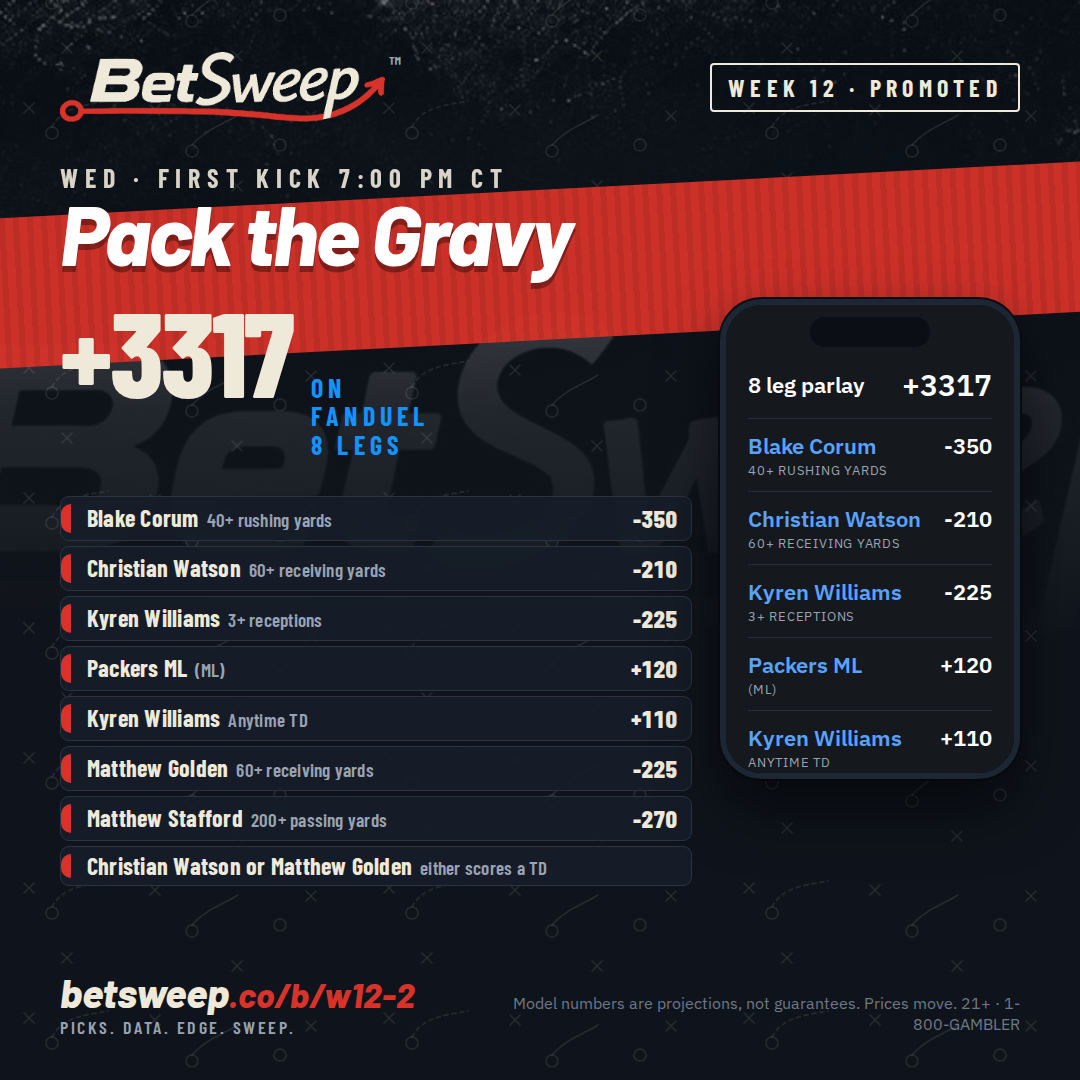 BetSweep™
WEEK 12 · PROMOTED
WED · FIRST KICK 7:00 PM CT
Pack the Gravy
+3317
ON
FANDUEL
8 LEGS
Blake Corum 40+ rushing yards -350
Christian Watson 60+ receiving yards -210
Kyren Williams 3+ receptions -225
Packers ML (ML) +120
Kyren Williams Anytime TD +110
Matthew Golden 60+ receiving yards -225
Matthew Stafford 200+ passing yards -270
Christian Watson or Matthew Golden either scores a TD
8 leg parlay +3317
Blake Corum -350
40+ RUSHING YARDS
Christian Watson -210
60+ RECEIVING YARDS
Kyren Williams -225
3+ RECEPTIONS
Packers ML +120
(ML)
Kyren Williams +110
ANYTIME TD
betsweep.co/b/w12-2
PICKS. DATA. EDGE. SWEEP.
Model numbers are projections, not guarantees. Prices move. 21+ · 1-
800-GAMBLER